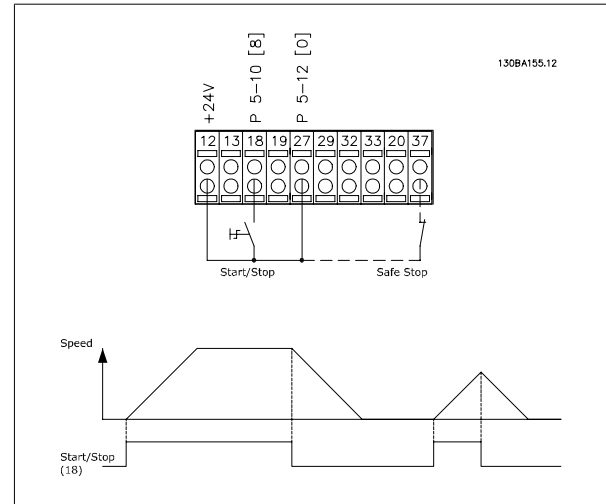 130BA155.12
+24V
P 5-10 [8]
P 5-12 [0]
12 13 18 19 27 29 32 33 20 37
Start/Stop
Safe Stop
Speed
Start/Stop
(18)